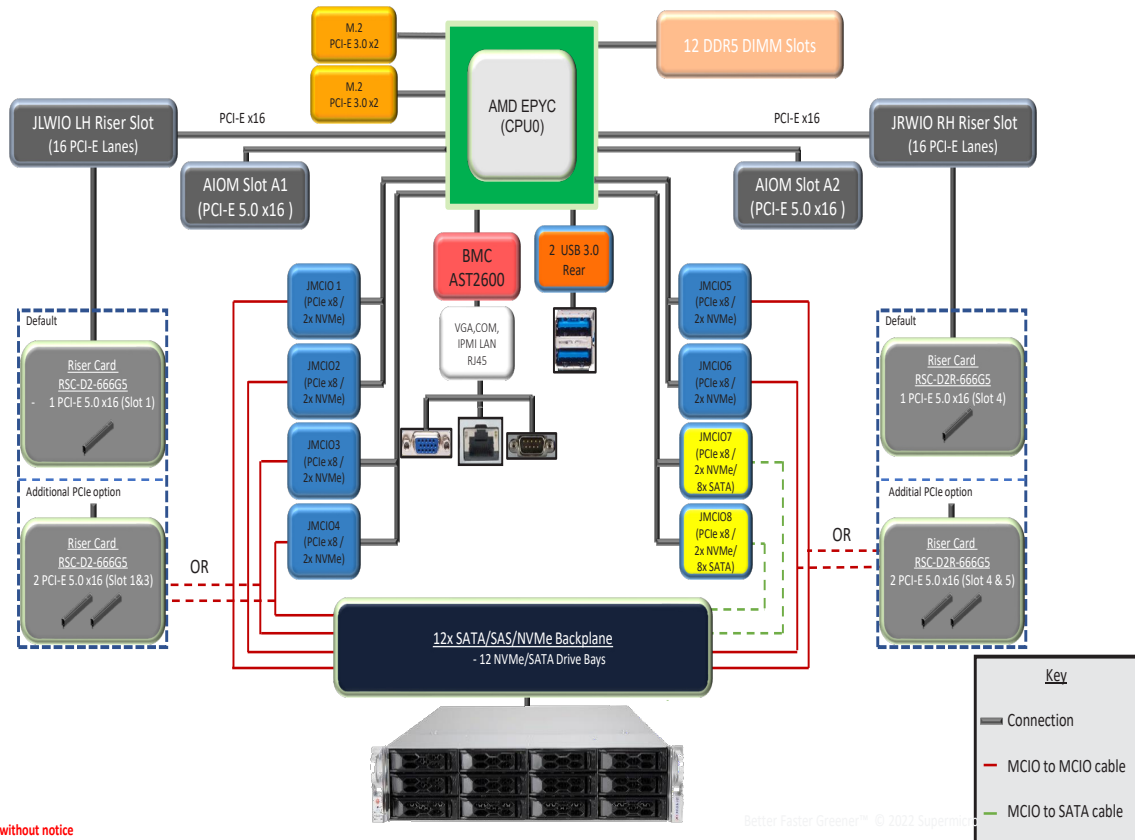 M.2
PCI-E 3.0 x2
12 DDR5 DIMM Slots
M.2
PCI-E 3.0 x2
AMD EPYC
(CPU0)
JLWIO LH Riser Slot
(16 PCI-E Lanes)
PCI-E x16
PCI-E x16
JRWIO RH Riser Slot
(16 PCI-E Lanes)
AIOM Slot A1
(PCI-E 5.0 x16 )
AIOM Slot A2
(PCI-E 5.0 x16 )
BMC
AST2600
2 USB 3.0
Rear
JMCIO 1
(PCIe x8 /
2x NVMe)
VGA,COM,
IPMI LAN
RJ45
JMCIO5
(PCIe x8 /
2x NVMe)
Default
Riser Card
RSC-D2-666G5
- 1 PCI-E 5.0 x16 (Slot 1)
JMCIO2
(PCIe x8 /
2x NVMe)
JMCIO6
(PCIe x8 /
2x NVMe)
Default
Riser Card
RSC-D2R-666G5
1 PCI-E 5.0 x16 (Slot 4)
JMCIO3
(PCIe x8 /
2x NVMe)
JMCIO7
(PCIe x8 /
2x NVMe/
8x SATA)
Additional PCIe option
Riser Card
RSC-D2-666G5
2 PCI-E 5.0 x16 (Slot 1&3)
OR
JMCIO4
(PCIe x8 /
2x NVMe)
JMCIO8
(PCIe x8 /
2x NVMe/
8x SATA)
OR
Additial PCIe option
Riser Card
RSC-D2R-666G5
2 PCI-E 5.0 x16 (Slot 4 & 5)
12x SATA/SAS/NVMe Backplane
- 12 NVMe/SATA Drive Bays
Key
Connection
MCIO to MCIO cable
MCIO to SATA cable
without notice
Better Faster Greener™ © 2022 Supermicro